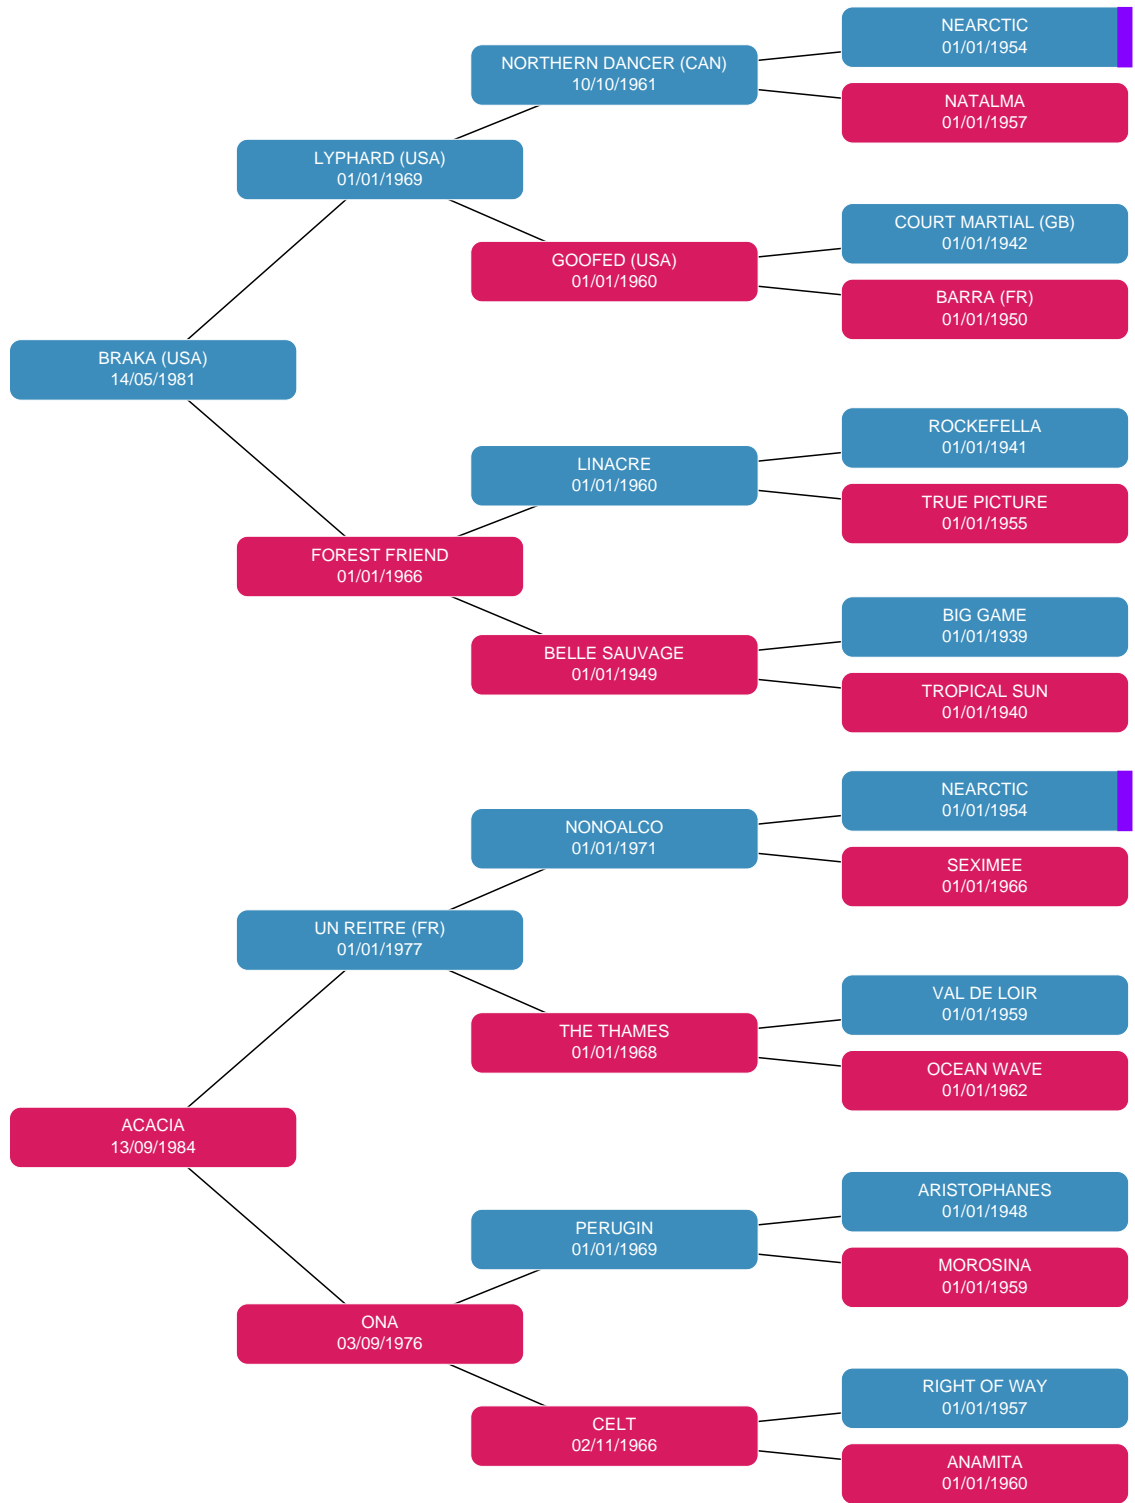 NEARCTIC
01/01/1954
NORTHERN DANCER (CAN)
10/10/1961
NATALMA
01/01/1957
LYPHARD (USA)
01/01/1969
COURT MARTIAL (GB)
01/01/1942
GOOFED (USA)
01/01/1960
BARRA (FR)
01/01/1950
BRAKA (USA)
14/05/1981
ROCKEFELLA
01/01/1941
LINACRE
01/01/1960
TRUE PICTURE
01/01/1955
FOREST FRIEND
01/01/1966
BIG GAME
01/01/1939
BELLE SAUVAGE
01/01/1949
TROPICAL SUN
01/01/1940
NEARCTIC
01/01/1954
NONOALCO
01/01/1971
SEXIMEE
01/01/1966
UN REITRE (FR)
01/01/1977
VAL DE LOIR
01/01/1959
THE THAMES
01/01/1968
OCEAN WAVE
01/01/1962
ACACIA
13/09/1984
ARISTOPHANES
01/01/1948
PERUGIN
01/01/1969
MOROSINA
01/01/1959
ONA
03/09/1976
RIGHT OF WAY
01/01/1957
CELT
02/11/1966
ANAMITA
01/01/1960